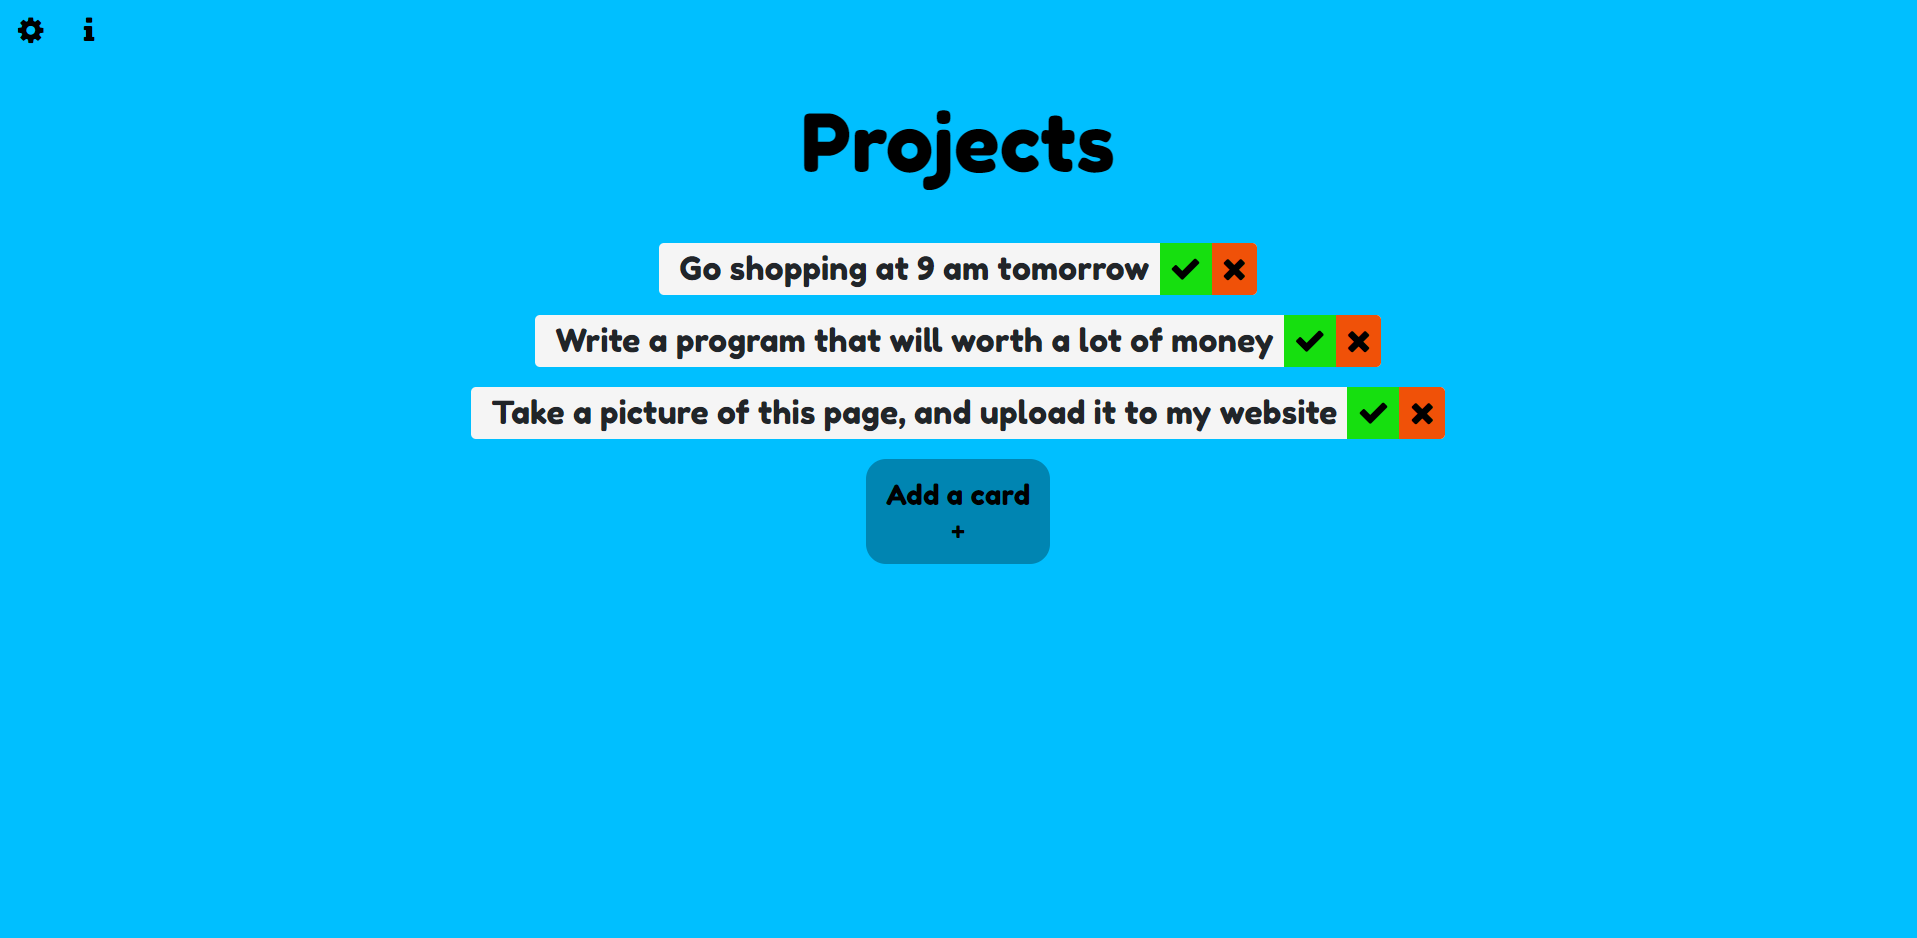 Projects
Go shopping at 9 am tomorrow
Write a program that will worth a lot of money
Take a picture of this page, and upload it to my website
Add a card
+